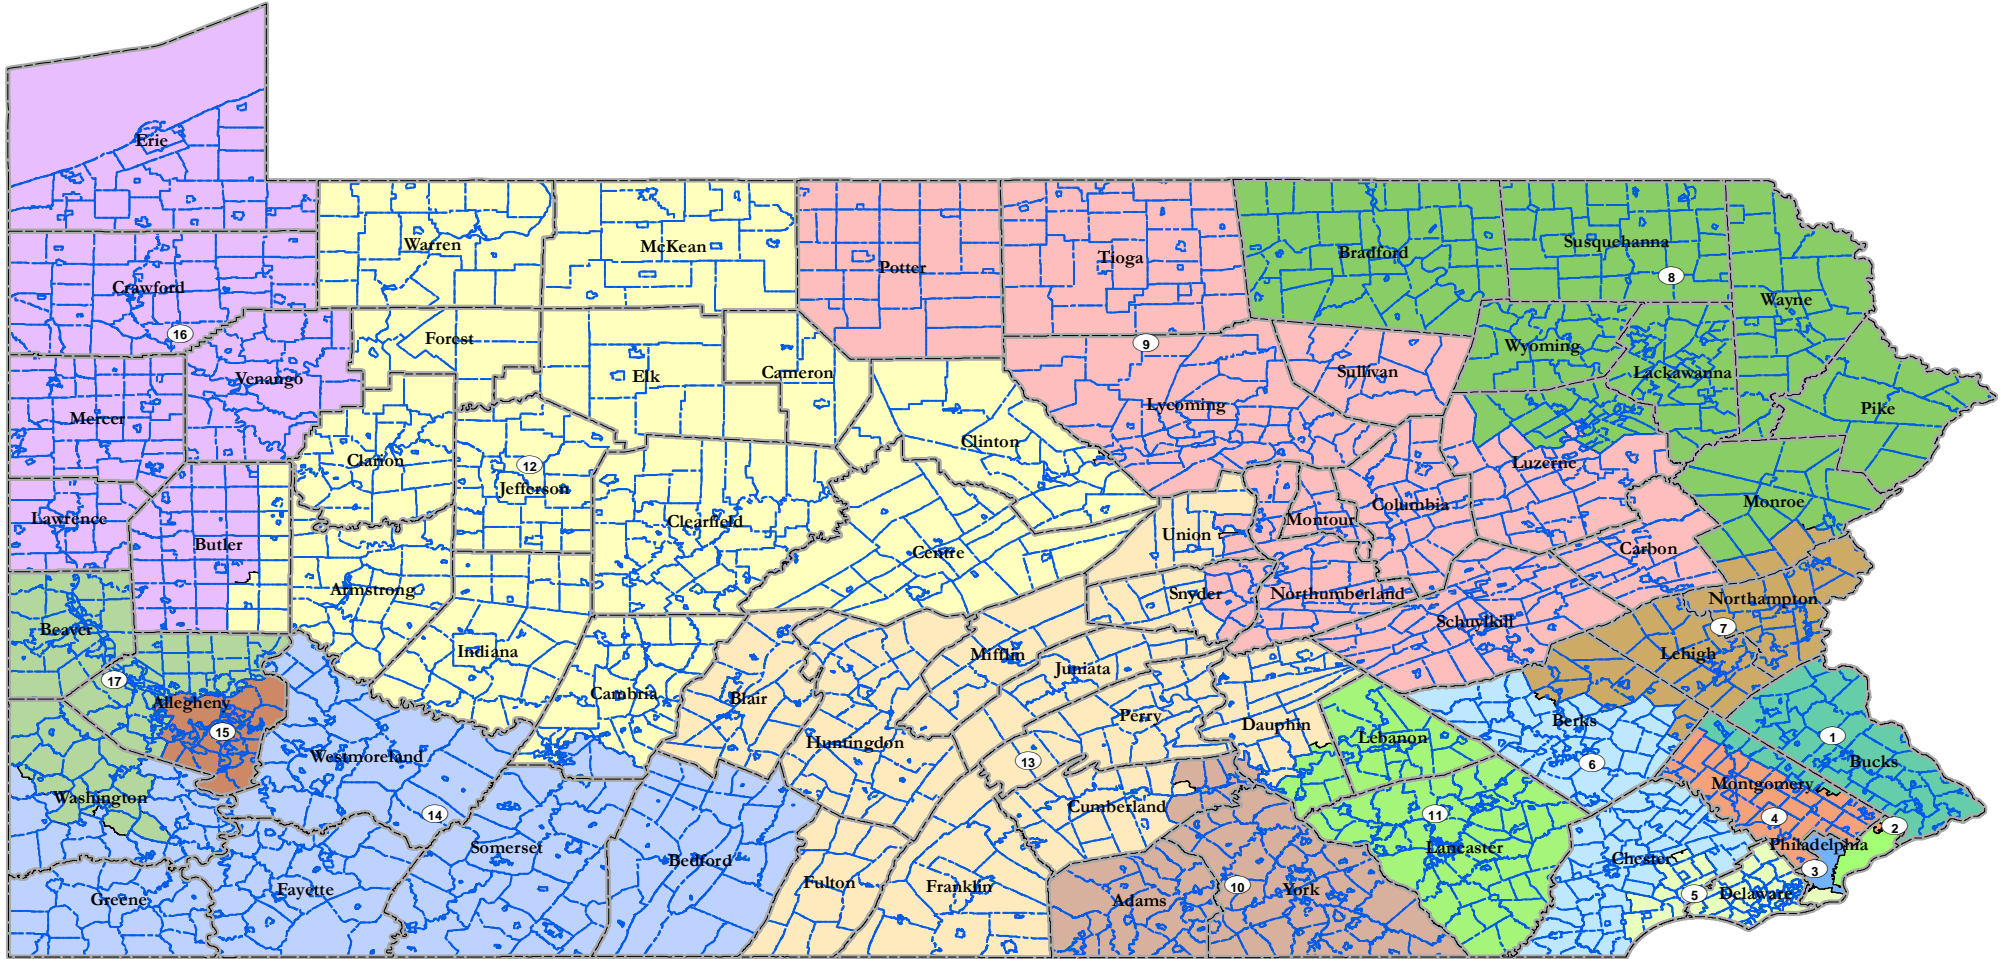 Erie
Warren
McKean
Potter
Tioga
Bradford
Susquehanna
8
Wayne
Crawford
16
Forest
9
Wyoming
Lackawanna
Venango
Elk
Cameron
Sullivan
Mercer
Lycoming
Pike
Clinton
Clarion
12
Jefferson
Luzerne
Lawrence
Butler
Clearfield
Centre
Union
Montour
Columbia
Monroe
Carbon
Armstrong
Snyder
Northumberland
Northampton
Beaver
Schuylkill
7
Indiana
Mifflin
Juniata
Lehigh
17
Allegheny
15
Cambria
Blair
Perry
Dauphin
Berks
Westmoreland
Huntingdon
13
Lebanon
6
1
Bucks
Washington
14
Cumberland
11
Montgomery
4
2
Somerset
Bedford
Lancaster
Chester
Philadelphia
3
Greene
Fayette
Fulton
Franklin
10
York
Adams
5
Delaware